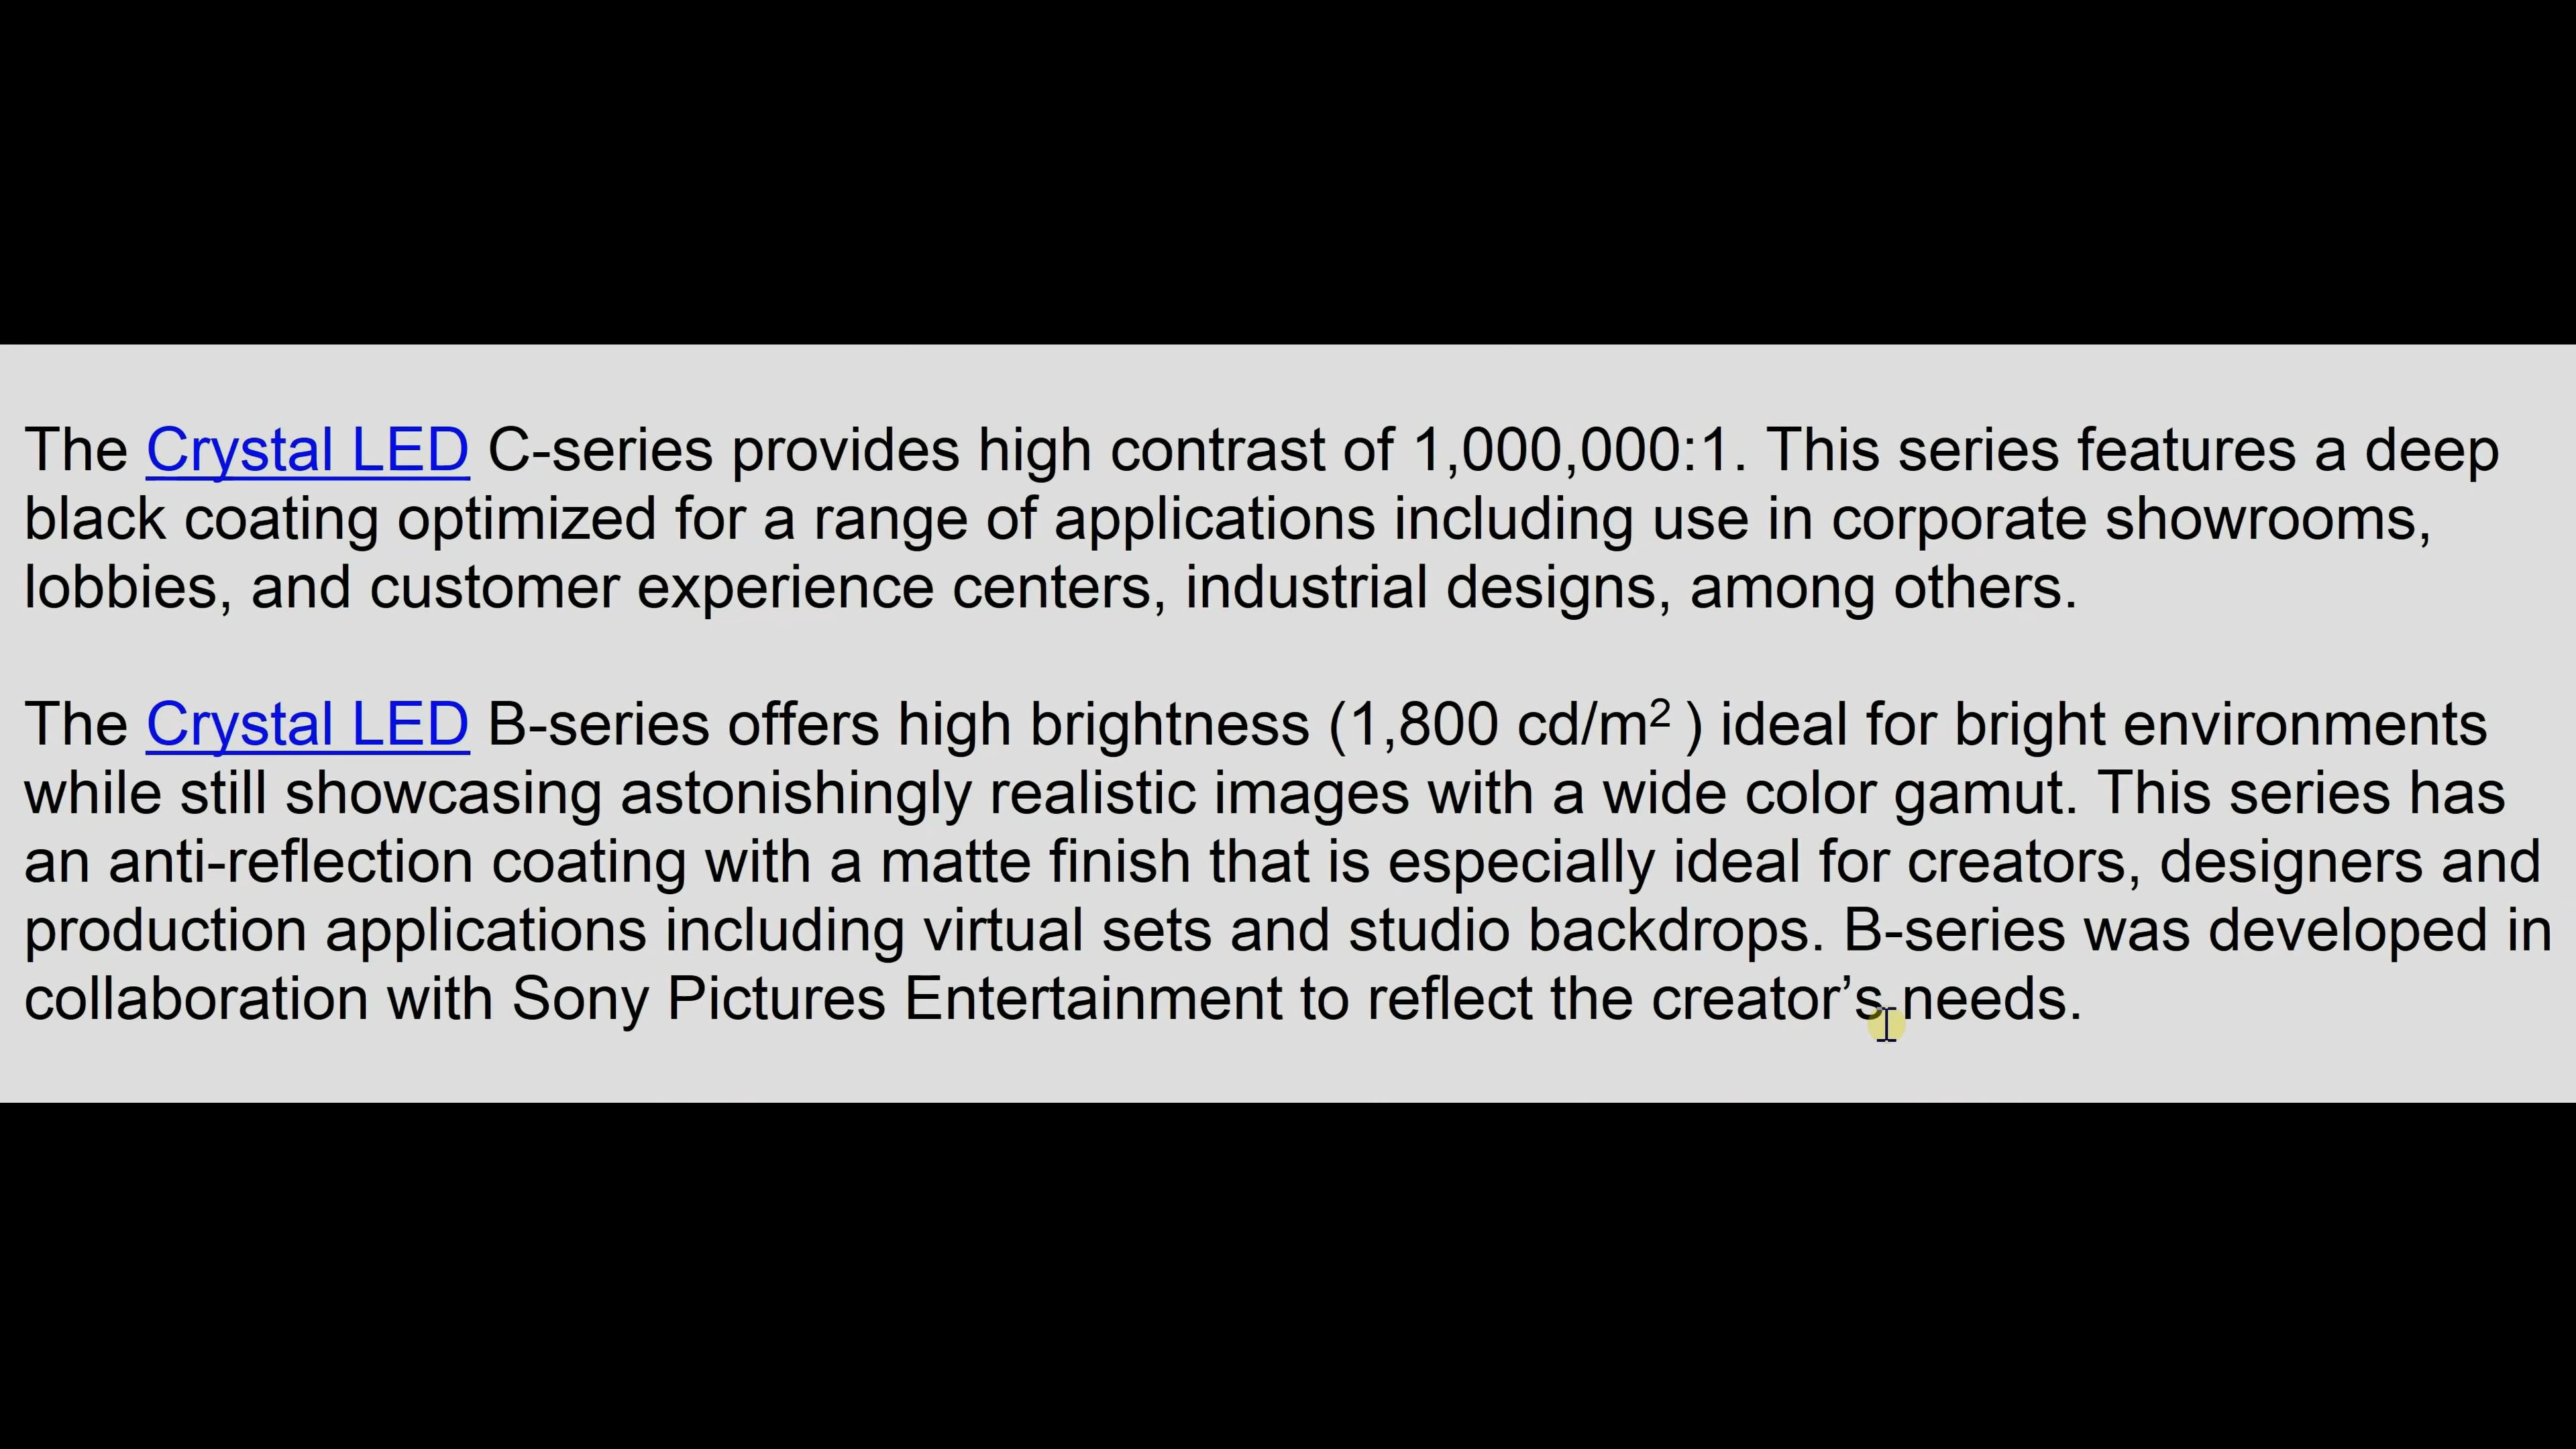 The Crystal LED C-series provides high contrast of 1,000,000:1. This series features a deep
black coating optimized for a range of applications including use in corporate showrooms,
lobbies, and customer experience centers, industrial designs, among others.
The Crystal LED B-series offers high brightness (1,800 cd/m² ) ideal for bright environments
while still showcasing astonishingly realistic images with a wide color gamut. This series has
an anti-reflection coating with a matte finish that is especially ideal for creators, designers and
production applications including virtual sets and studio backdrops. B-series was developed in
collaboration with Sony Pictures Entertainment to reflect the creator’s needs.